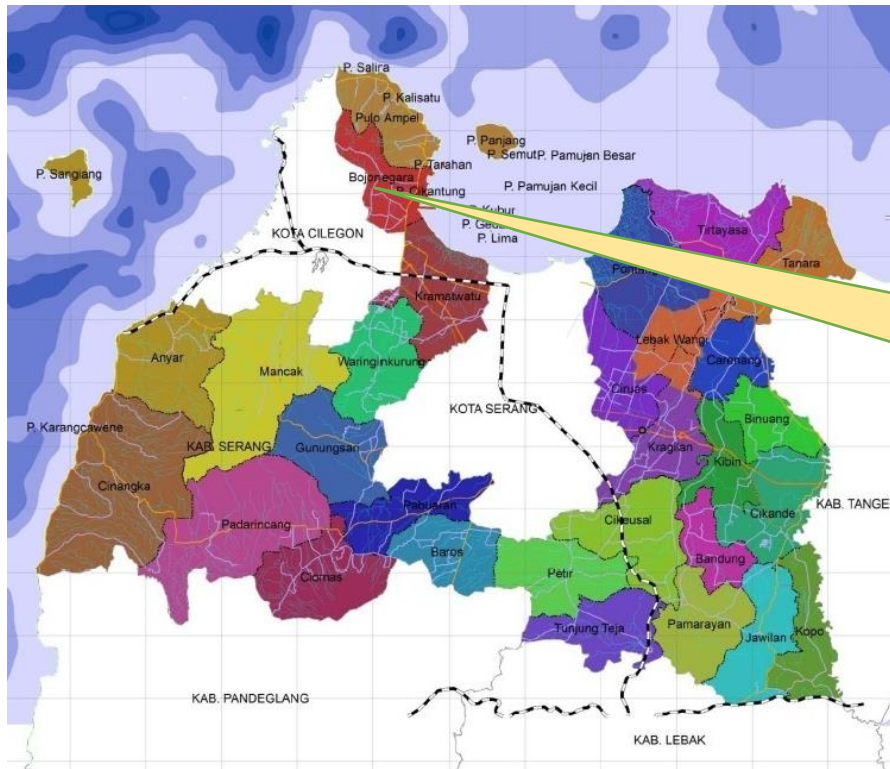 P. Salira
P. Kalisatu
Pulo Ampel
P. Panjang
P. Semut
P. Pamujan Besar
P. Tarahan
P. Sangiang
Bojonegara
P. Cikantung
P. Pamujan Kecil
P. Kubur
P. Lima
KOTA CILEGON
Tirtayasa
Tanara
Kramatwatu
Lebak Wangi
Carenang
Anyar
Mancak
Waringinkurung
Ciruas
Binuang
KOTA SERANG
P. Karangcawene
KAB. SERANG
Gunungsari
Kragilan
Kibin
Cinangka
Padarincang
Pabuaran
Cikeusal
Cikande
KAB. TANGE
Baros
Bandung
Ciomas
Petir
Tunjung Teja
Pamarayan
Jawilan
Kopo
KAB. PANDEGLANG
KAB. LEBAK